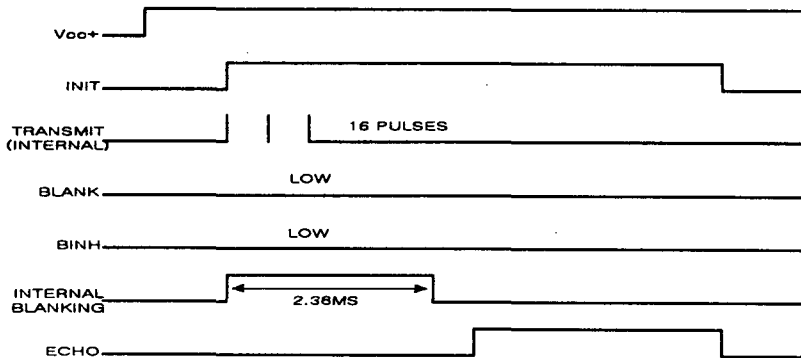 Vcc+
INIT
TRANSMIT
(INTERNAL)
16 PULSES
BLANK
LOW
BINH
LOW
INTERNAL
BLANKING
2.38MS
ECHO